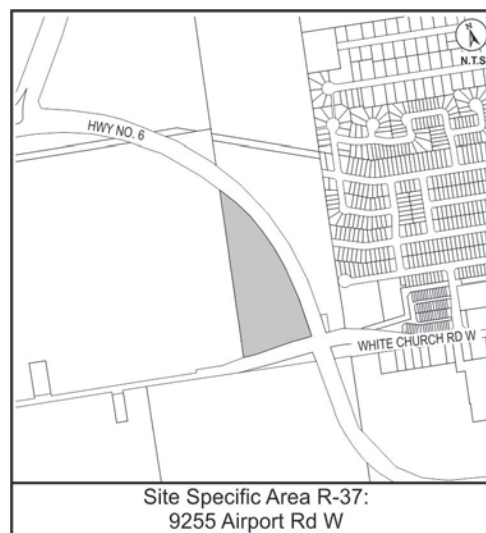 N
N.T.S
HWY NO. 6
WHITE CHURCH RD W
Site Specific Area R-37:
9255 Airport Rd W